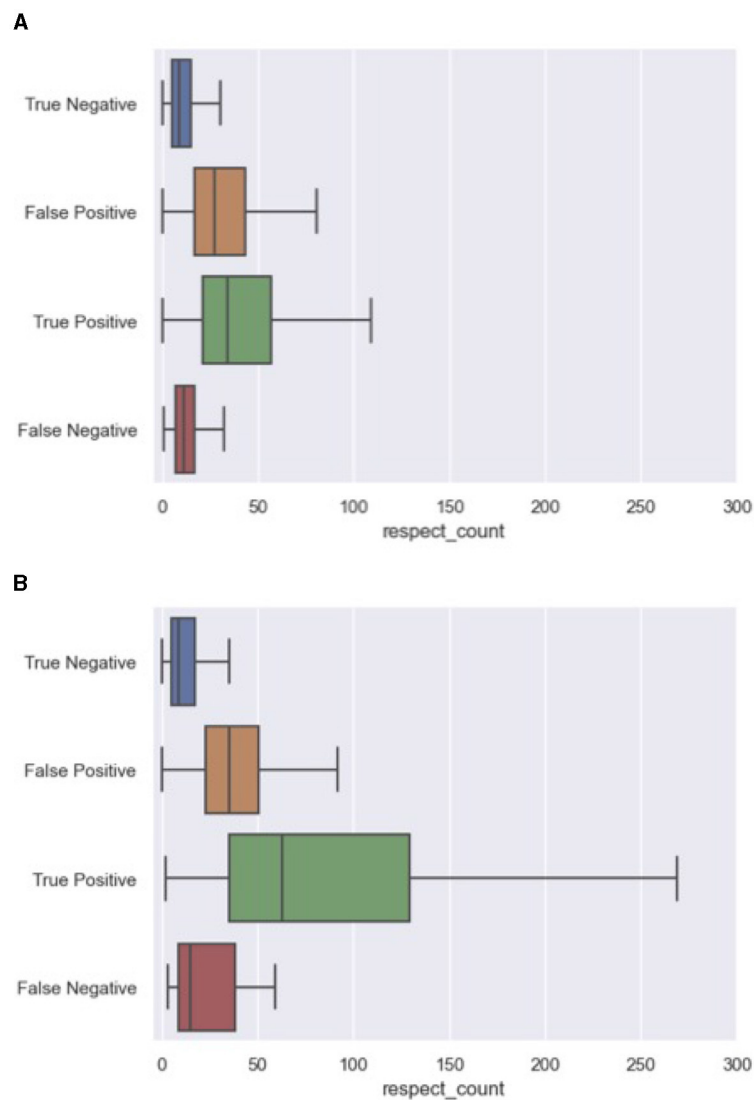 A
True Negative
False Positive
True Positive
False Negative
0 50 100 150 200 250 300
respect_count
B
True Negative
False Positive
True Positive
False Negative
0 50 100 150 200 250 300
respect_count